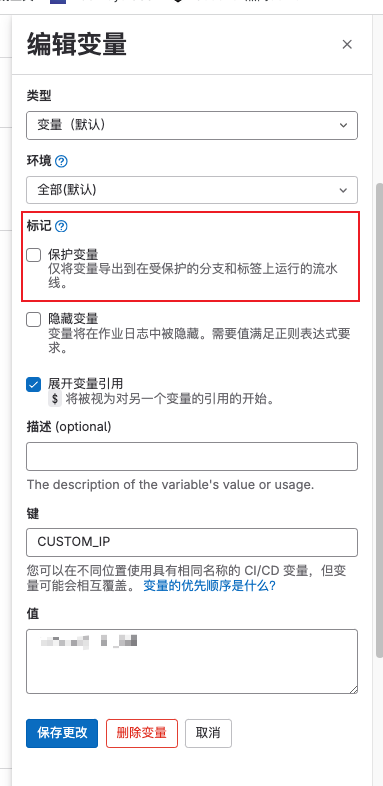 编辑变量
类型
变量（默认）
环境
全部(默认)
标记
保护变量
仅将变量导出到在受保护的分支和标签上运行的流水
线。
隐藏变量
变量将在作业日志中被隐藏。需要值满足正则表达式要
求。
展开变量引用
$ 将被视为对另一个变量的引用的开始。
描述 (optional)
The description of the variable's value or usage.
键
CUSTOM_IP
您可以在不同位置使用具有相同名称的 CI/CD 变量，但变
量可能会相互覆盖。 变量的优先顺序是什么?
值
保存更改
删除变量
取消